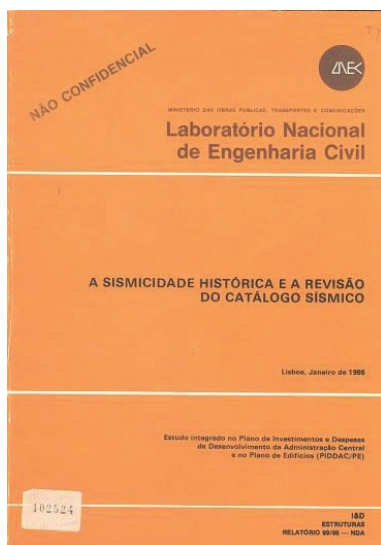 LNEC
NÃO CONFIDENCIAL
MINISTÉRIO DAS OBRAS PÚBLICAS, TRANSPORTES E COMUNICAÇÕES
Laboratório Nacional
de Engenharia Civil
A SISMICIDADE HISTÓRICA E A REVISÃO
DO CATÁLOGO SÍSMICO
Lisboa, Janeiro de 1986
Estudo integrado no Plano de Investimentos e Despesas
de Desenvolvimento da Administração Central
e no Plano de Edifícios (PIDDAC/PE)
102524
I&D
ESTRUTURAS
RELATÓRIO 99/86 — NDA